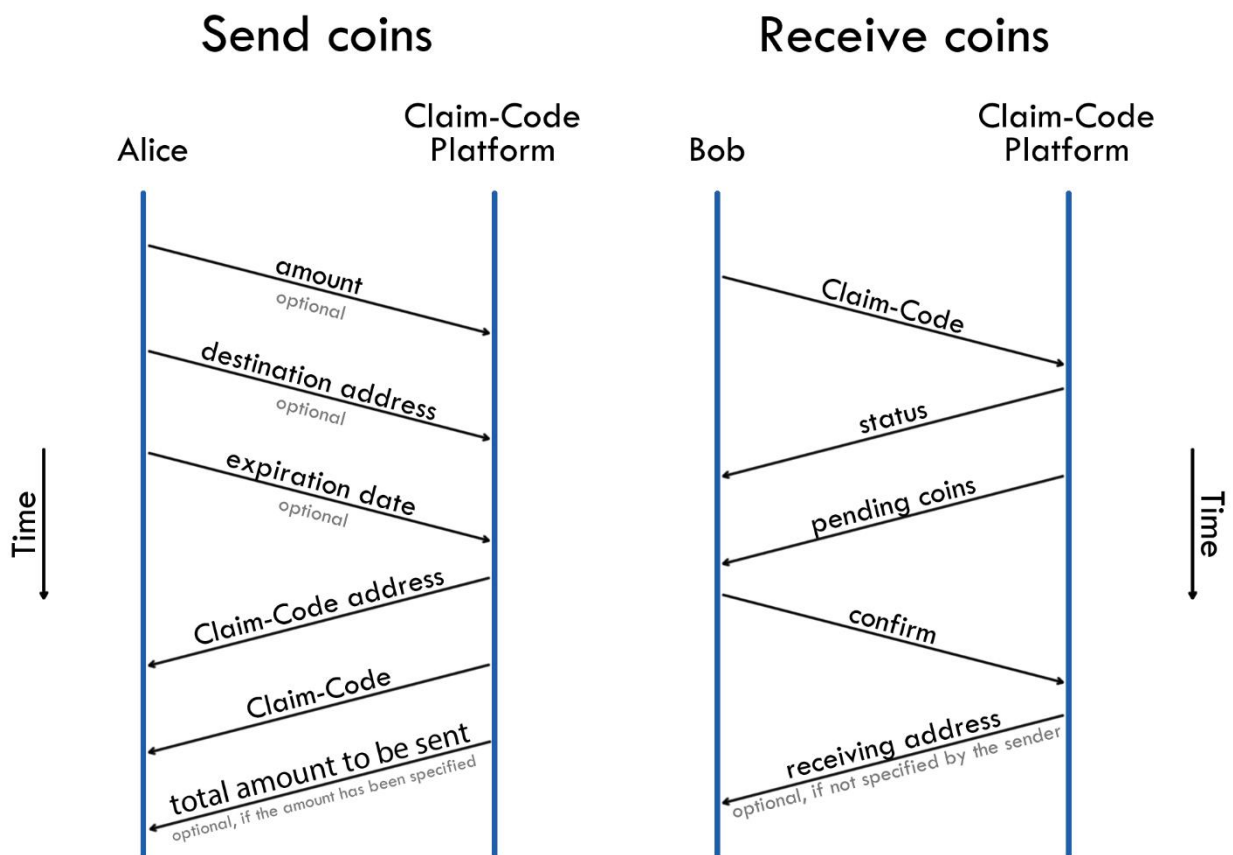 Send coins
Alice
Claim-Code
Platform
amount
optional
destination address
optional
expiration date
optional
Claim-Code address
Claim-Code
total amount to be sent
optional, if the amount has been specified
Time
Receive coins
Bob
Claim-Code
Platform
Claim-Code
status
pending coins
confirm
receiving address
optional, if not specified by the sender
Time